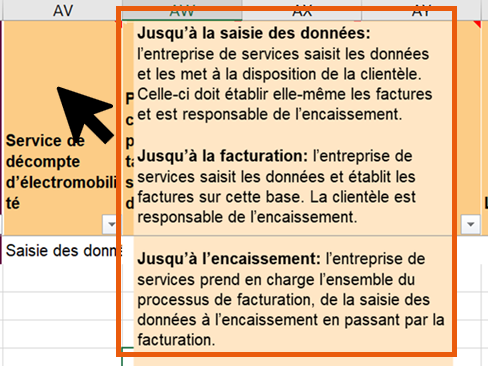 AV
AW
AX
AY
Service de
décompte
d'électromobili
té
Saisie des donn
Jusqu'à la saisie des données:
l'entreprise de services saisit les données
et les met à la disposition de la clientèle.
Celle-ci doit établir elle-même les factures
et est responsable de l'encaissement.
Jusqu'à la facturation: l'entreprise de
services saisit les données et établit les
factures sur cette base. La clientèle est
responsable de l'encaissement.
Jusqu'à l'encaissement: l'entreprise de
services prend en charge l'ensemble du
processus de facturation, de la saisie des
données à l'encaissement en passant par la
facturation.